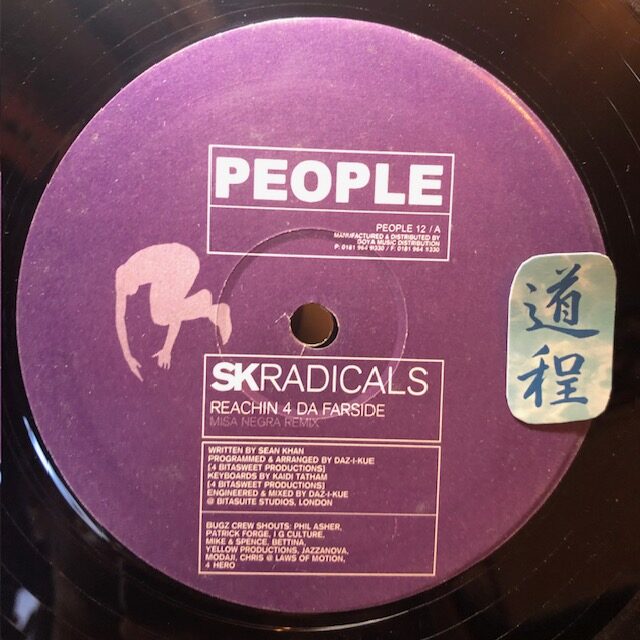 PEOPLE
PEOPLE 12 / A
MANUFACTURED & DISTRIBUTED BY
GOYA MUSIC DISTRIBUTION
P: 0181 964 9330 / F: 0181 964 9330
SKRADICALS
REACHIN 4 DA FARSIDE
MISA NEGRA REMIX
WRITTEN BY SEAN KHAN
PROGRAMMED & ARRANGED BY DAZ-I-KUE
[4 BITASWEET PRODUCTIONS]
KEYBOARDS BY KAIDI TATHAM
[4 BITASWEET PRODUCTIONS]
ENGINEERED & MIXED BY DAZ-I-KUE
@ BITASUITE STUDIOS, LONDON
BUGZ CREW SHOUTS: PHIL ASHER,
PATRICK FORGE, I G CULTURE,
MIKE & SPENCE, BETTINA,
YELLOW PRODUCTIONS, JAZZANOVA,
MODAJI, CHRIS @ LAWS OF MOTION,
4 HERO
道
程